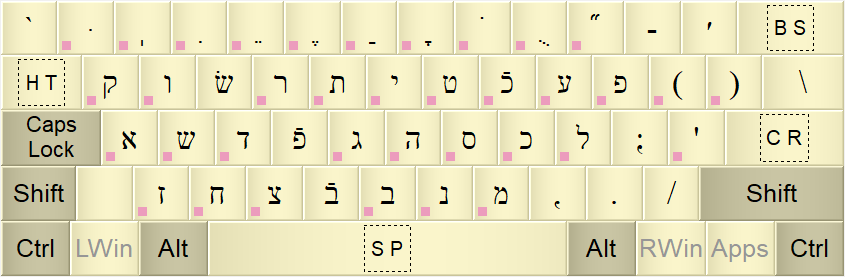 ` ּ ְ ִ ֵ ֶ ַ ָ ֹ ֻ ״ - ׳ BS
HT ק ו שׂ ר ת י ט כֿ ע פ ( ) \
Caps Lock א ש ד פֿ ג ה ס כ ל ; ' CR
Shift ז ח צ בֿ ב נ מ , . / Shift
Ctrl LWin Alt SP Alt RWin Apps Ctrl